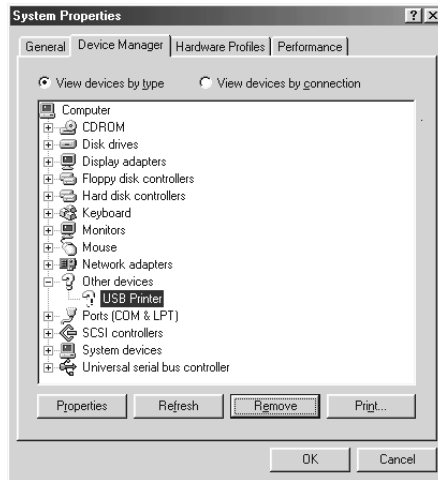 System Properties
General Device Manager Hardware Profiles Performance
View devices by type View devices by connection
Computer
CDROM
Disk drives
Display adapters
Floppy disk controllers
Hard disk controllers
Keyboard
Monitors
Mouse
Network adapters
Other devices
USB Printer
Ports (COM & LPT)
SCSI controllers
System devices
Universal serial bus controller
Properties Refresh Remove Print...
OK Cancel